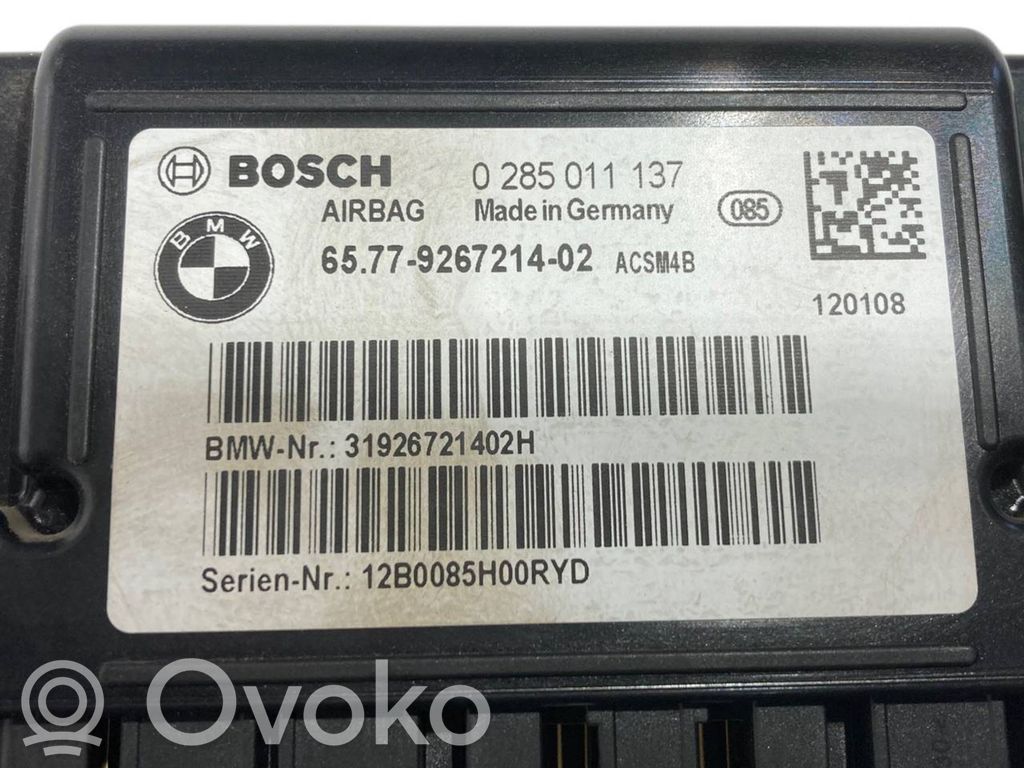 BOSCH 0 285 011 137
AIRBAG Made in Germany 085
BMW
65.77-9267214-02 ACSM4B
120108
BMW-Nr.: 31926721402H
Serien-Nr.: 12B0085H00RYD
Ovoko